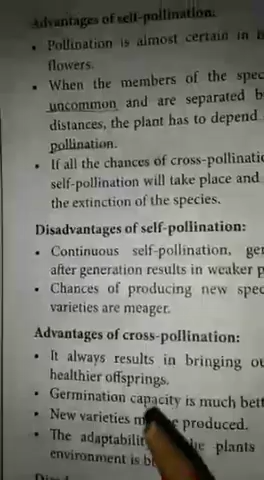 Advantages of self-pollination:
• Pollination is almost certain in
flowers.
• When the members of the spec
uncommon and are separated b
distances, the plant has to depend
pollination.
• If all the chances of cross-pollinatio
self-pollination will take place and
the extinction of the species.
Disadvantages of self-pollination:
• Continuous self-pollination, gen
after generation results in weaker p
• Chances of producing new spec
varieties are meager.
Advantages of cross-pollination:
• It always results in bringing ou
healthier offsprings.
• Germination capacity is much bett
• New varieties produced.
• The adaptabilit plants
environment is